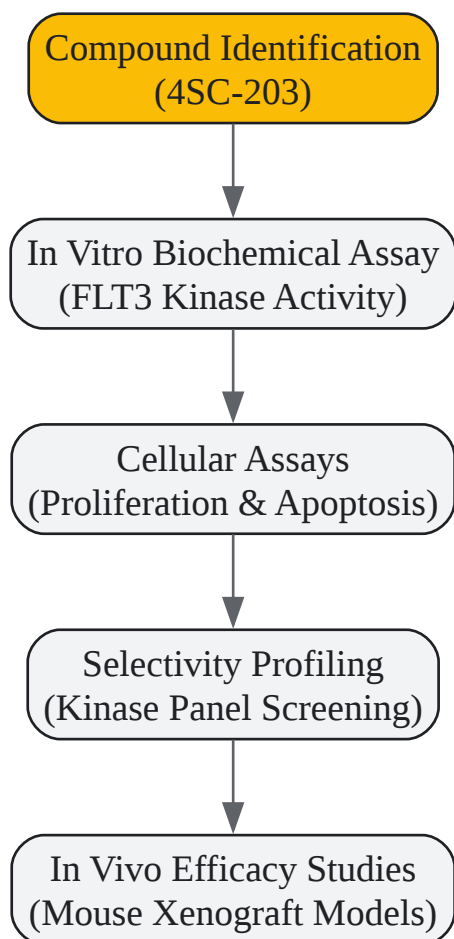 Compound Identification
(4SC-203)
In Vitro Biochemical Assay
(FLT3 Kinase Activity)
Cellular Assays
(Proliferation & Apoptosis)
Selectivity Profiling
(Kinase Panel Screening)
In Vivo Efficacy Studies
(Mouse Xenograft Models)